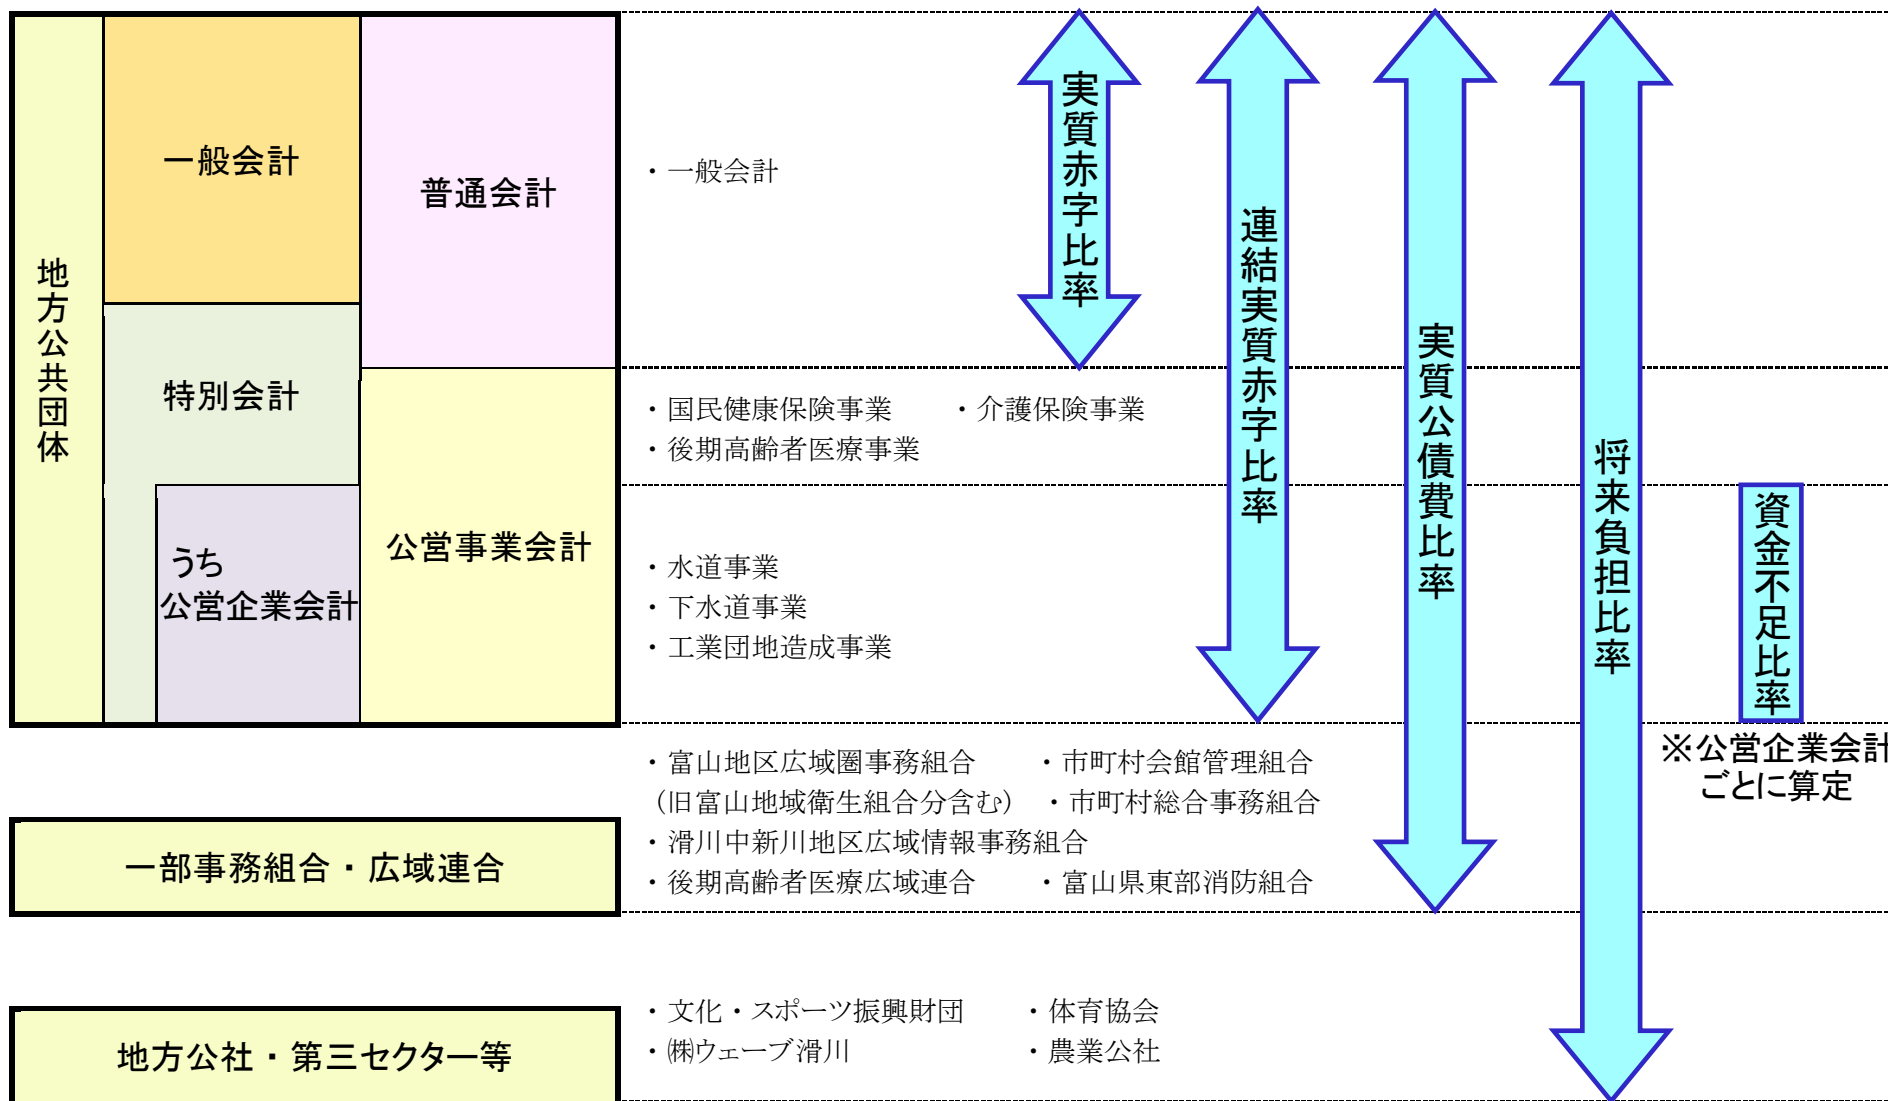 地方公共団体
一般会計
普通会計
特別会計
うち
公営企業会計
公営事業会計
・一般会計
・国民健康保険事業 ・介護保険事業
・後期高齢者医療事業
・水道事業
・下水道事業
・工業団地造成事業
実質赤字比率
連結実質赤字比率
実質公債費比率
将来負担比率
資金不足比率
※公営企業会計
ごとに算定
一部事務組合・広域連合
・富山地区広域圏事務組合 ・市町村会館管理組合
（旧富山地域衛生組合分含む） ・市町村総合事務組合
・滑川中新川地区広域情報事務組合
・後期高齢者医療広域連合 ・富山県東部消防組合
地方公社・第三セクター等
・文化・スポーツ振興財団 ・体育協会
・㈱ウェーブ滑川 ・農業公社